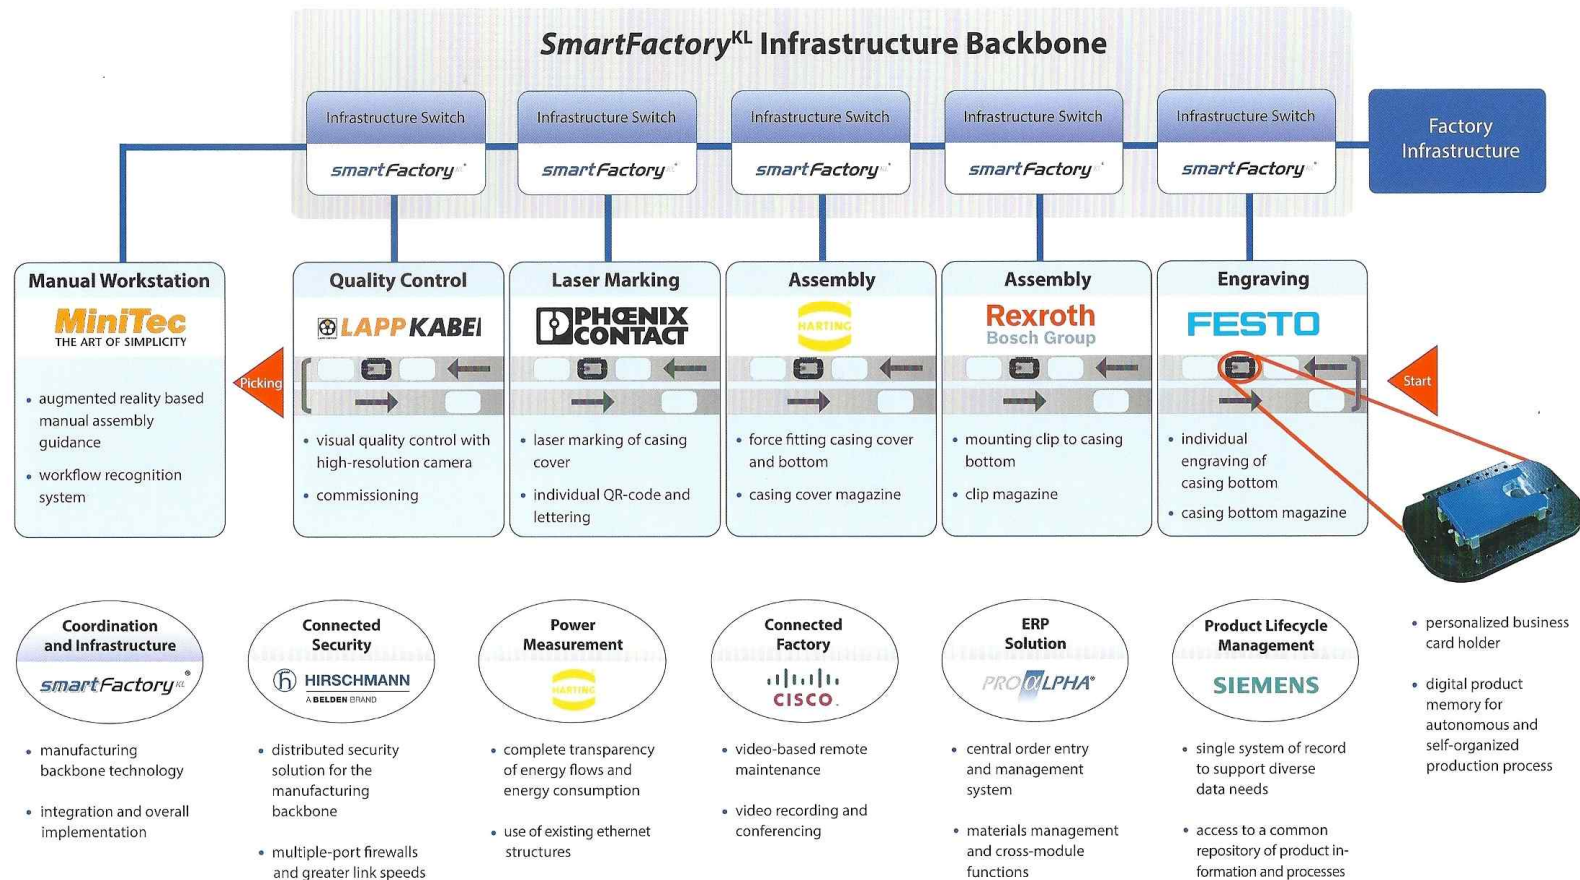 SmartFactoryKL Infrastructure Backbone
Infrastructure Switch
smartFactory KL
Infrastructure Switch
smartFactory KL
Infrastructure Switch
smartFactory KL
Infrastructure Switch
smartFactory KL
Infrastructure Switch
smartFactory KL
Factory
Infrastructure
Manual Workstation
MiniTec
THE ART OF SIMPLICITY
• augmented reality based
manual assembly
guidance
• workflow recognition
system
Picking
Quality Control
LAPP KABEL
• visual quality control with
high-resolution camera
• commissioning
Laser Marking
PHŒNIX
CONTACT
• laser marking of casing
cover
• individual QR-code and
lettering
Assembly
HARTING
• force fitting casing cover
and bottom
• casing cover magazine
Assembly
Rexroth
Bosch Group
• mounting clip to casing
bottom
• clip magazine
Engraving
FESTO
• individual
engraving of
casing bottom
• casing bottom magazine
Start
• personalized business
card holder
• digital product
memory for
autonomous and
self-organized
production process
Coordination
and Infrastructure
smartFactory KL ®
• manufacturing
backbone technology
• integration and overall
implementation
Connected
Security
HIRSCHMANN
A BELDEN BRAND
• distributed security
solution for the
manufacturing
backbone
• multiple-port firewalls
and greater link speeds
Power
Measurement
HARTING
• complete transparency
of energy flows and
energy consumption
• use of existing ethernet
structures
Connected
Factory
CISCO
• video-based remote
maintenance
• video recording and
conferencing
ERP
Solution
PROαLPHA®
• central order entry
and management
system
• materials management
and cross-module
functions
Product Lifecycle
Management
SIEMENS
• single system of record
to support diverse
data needs
• access to a common
repository of product in-
formation and processes